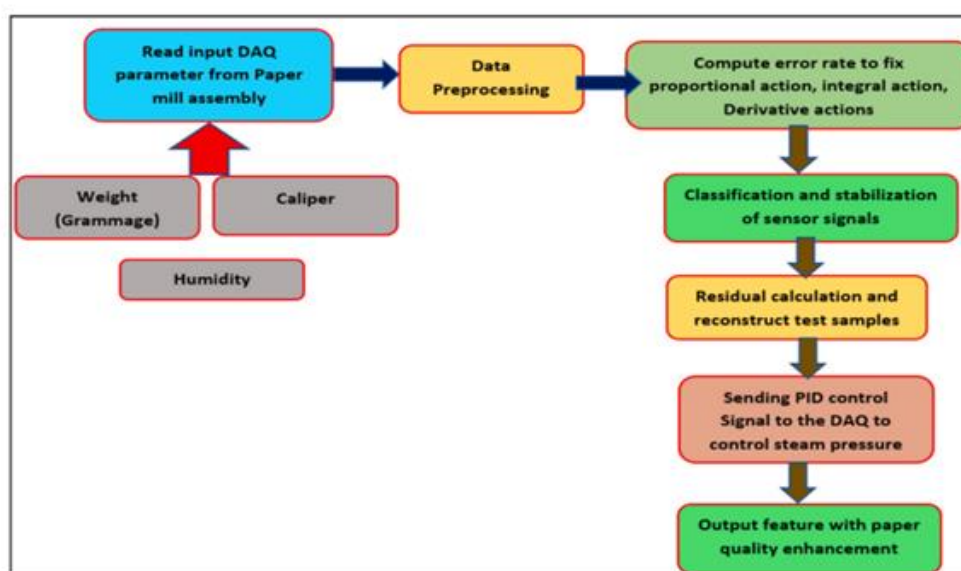 Read input DAQ
parameter from Paper
mill assembly
Data
Preprocessing
Compute error rate to fix
proportional action, integral action,
Derivative actions
Weight
(Grammage)
Caliper
Humidity
Classification and stabilization
of sensor signals
Residual calculation and
reconstruct test samples
Sending PID control
Signal to the DAQ to
control steam pressure
Output feature with paper
quality enhancement